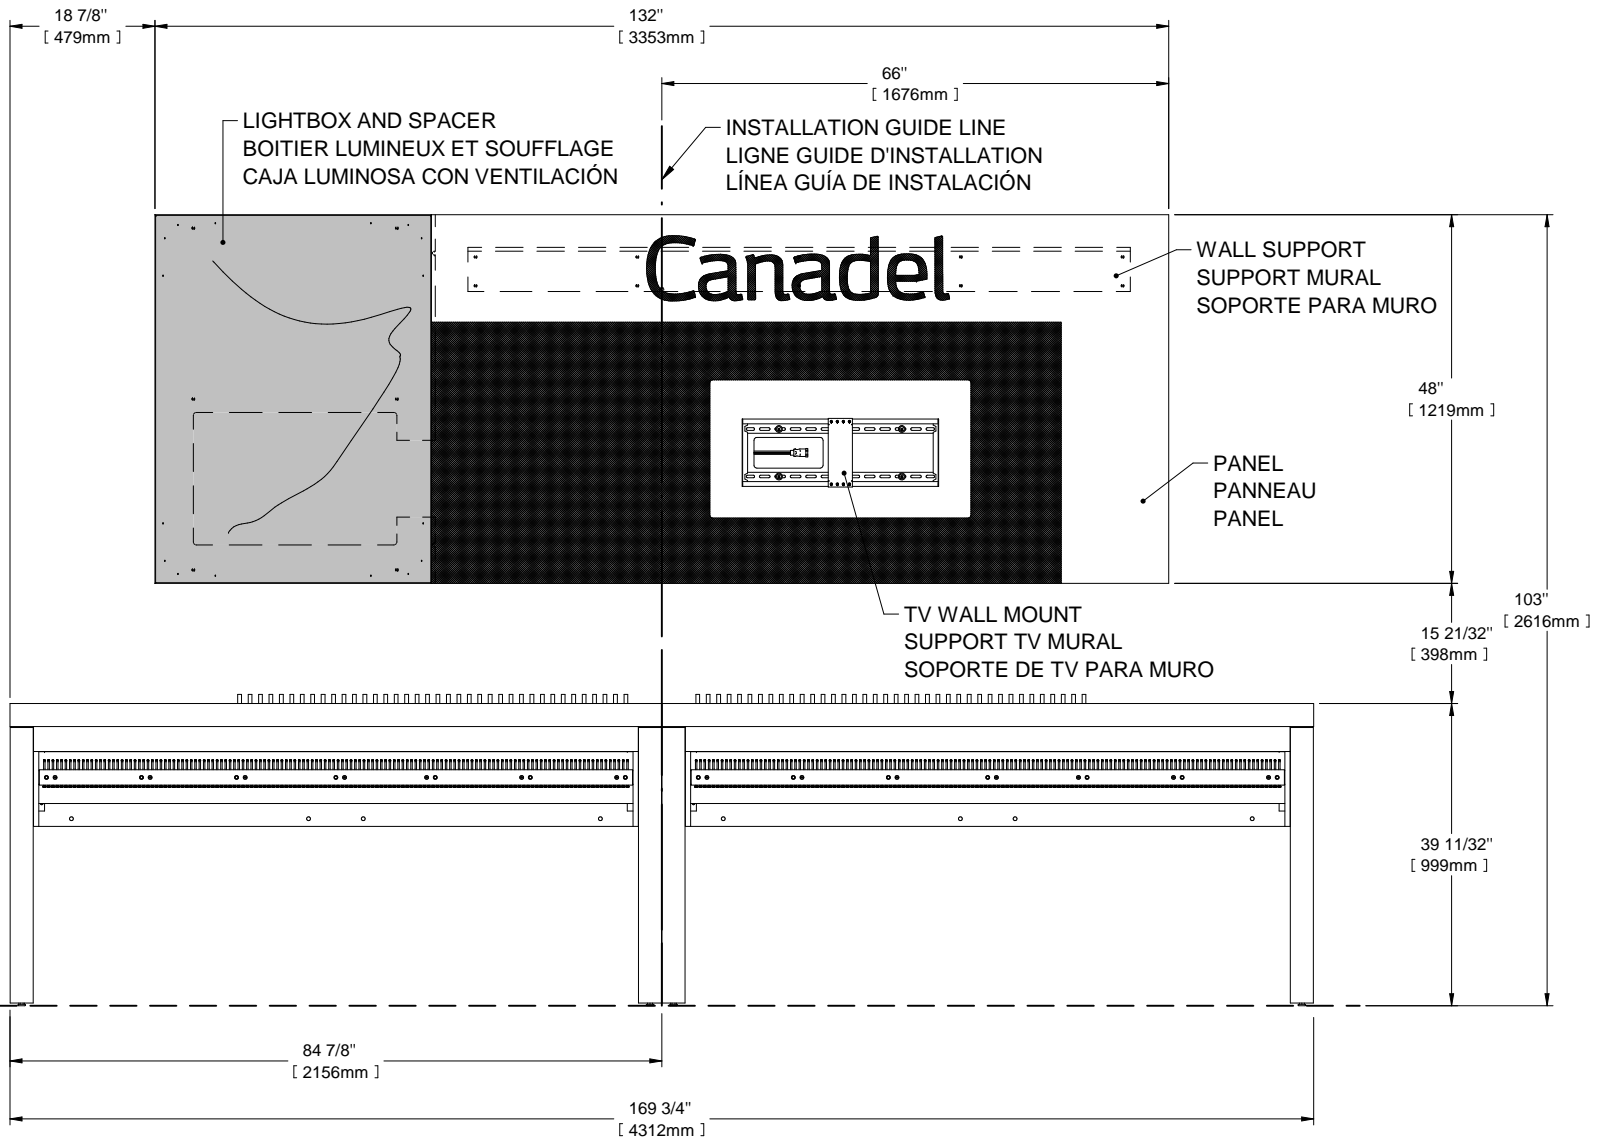 18 7/8"
[ 479mm ]
132"
[ 3353mm ]
66"
[ 1676mm ]
LIGHTBOX AND SPACER
BOITIER LUMINEUX ET SOUFFLAGE
CAJA LUMINOSA CON VENTILACIÓN
INSTALLATION GUIDE LINE
LIGNE GUIDE D'INSTALLATION
LÍNEA GUÍA DE INSTALACIÓN
Canadel
WALL SUPPORT
SUPPORT MURAL
SOPORTE PARA MURO
48"
[ 1219mm ]
PANEL
PANNEAU
PANEL
TV WALL MOUNT
SUPPORT TV MURAL
SOPORTE DE TV PARA MURO
103"
[ 2616mm ]
15 21/32"
[ 398mm ]
39 11/32"
[ 999mm ]
84 7/8"
[ 2156mm ]
169 3/4"
[ 4312mm ]